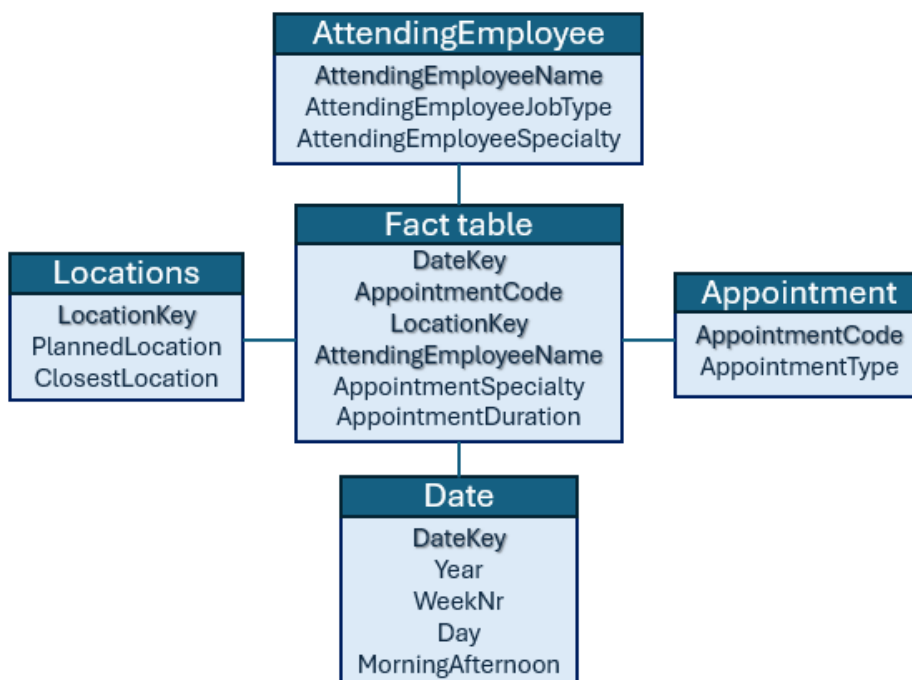 AttendingEmployee
AttendingEmployeeName
AttendingEmployeeJobType
AttendingEmployeeSpecialty
Fact table
DateKey
AppointmentCode
LocationKey
AttendingEmployeeName
AppointmentSpecialty
AppointmentDuration
Locations
LocationKey
PlannedLocation
ClosestLocation
Appointment
AppointmentCode
AppointmentType
Date
DateKey
Year
WeekNr
Day
MorningAfternoon